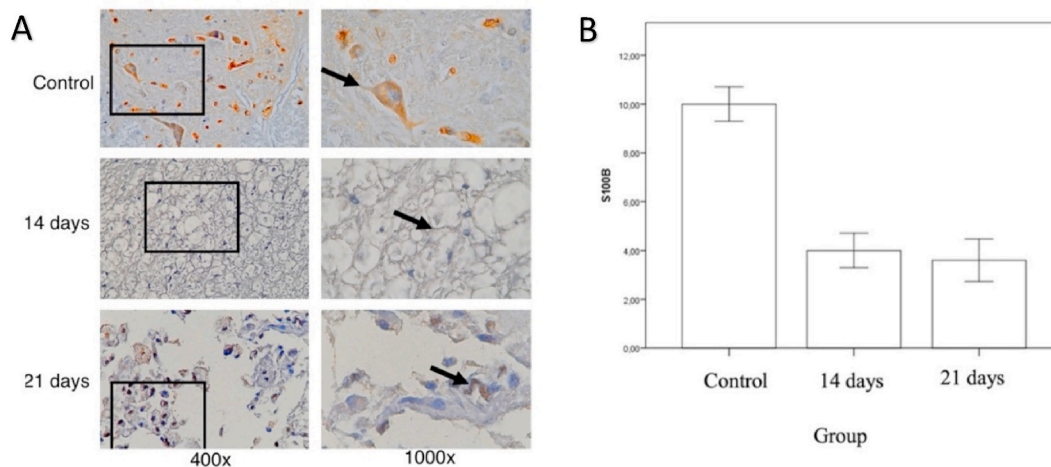 A
Control
14 days
21 days
400x
1000x
B
12,00
10,00
8,00
6,00
4,00
2,00
0,00
S100B
Control
14 days
21 days
Group